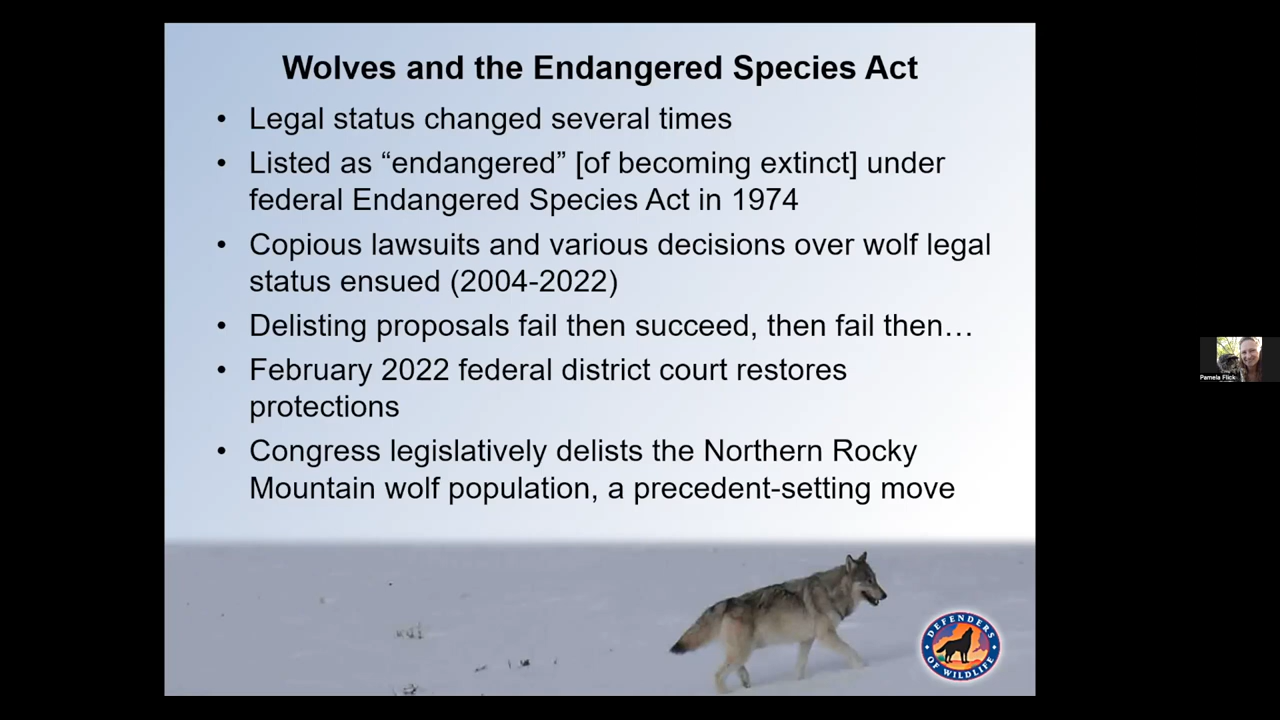 Wolves and the Endangered Species Act
• Legal status changed several times
• Listed as “endangered” [of becoming extinct] under
federal Endangered Species Act in 1974
• Copious lawsuits and various decisions over wolf legal
status ensued (2004-2022)
• Delisting proposals fail then succeed, then fail then…
• February 2022 federal district court restores
protections
• Congress legislatively delists the Northern Rocky
Mountain wolf population, a precedent-setting move
DEFENDERS
OF WILDLIFE
Pamela Flick